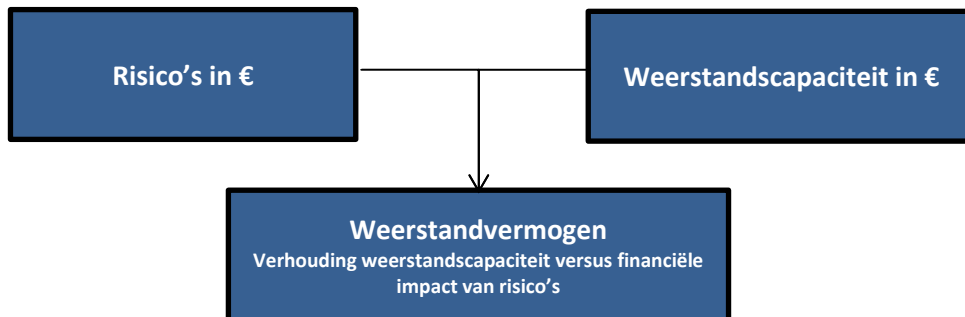 Risico’s in €
Weerstandscapaciteit in €
Weerstandvermogen
Verhouding weerstandscapaciteit versus financiële
impact van risico’s